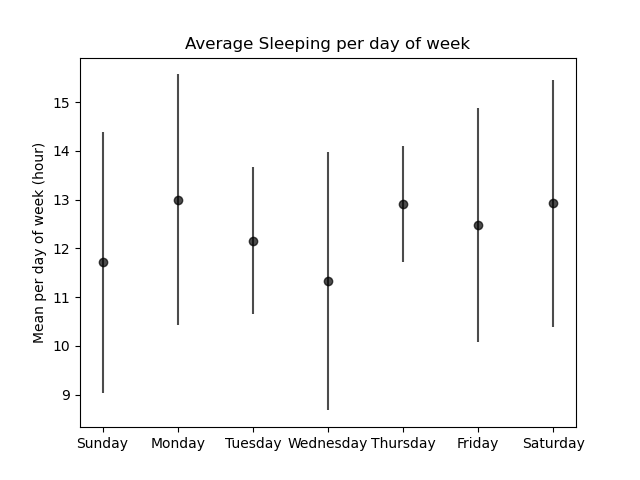 Average Sleeping per day of week
Mean per day of week (hour)
15
14
13
12
11
10
9
Sunday Monday Tuesday Wednesday Thursday Friday Saturday